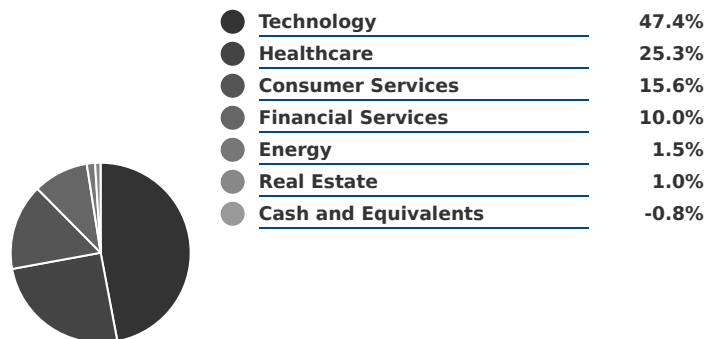 Technology 47.4%
Healthcare 25.3%
Consumer Services 15.6%
Financial Services 10.0%
Energy 1.5%
Real Estate 1.0%
Cash and Equivalents -0.8%